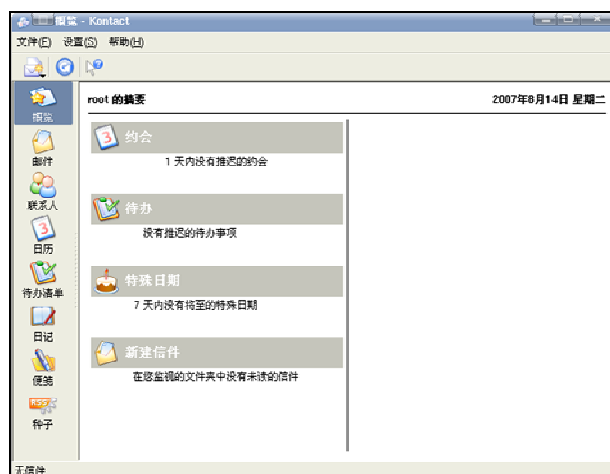 概览 - Kontact
文件(F) 设置(S) 帮助(H)
概览
邮件
联系人
日历
待办清单
日记
便笺
种子
root 的摘要
2007年8月14日 星期二
约会
1 天内没有推迟的约会
待办
没有推迟的待办事项
特殊日期
7 天内没有将至的特殊日期
新建信件
在您监视的文件夹中没有未读的信件
无信件